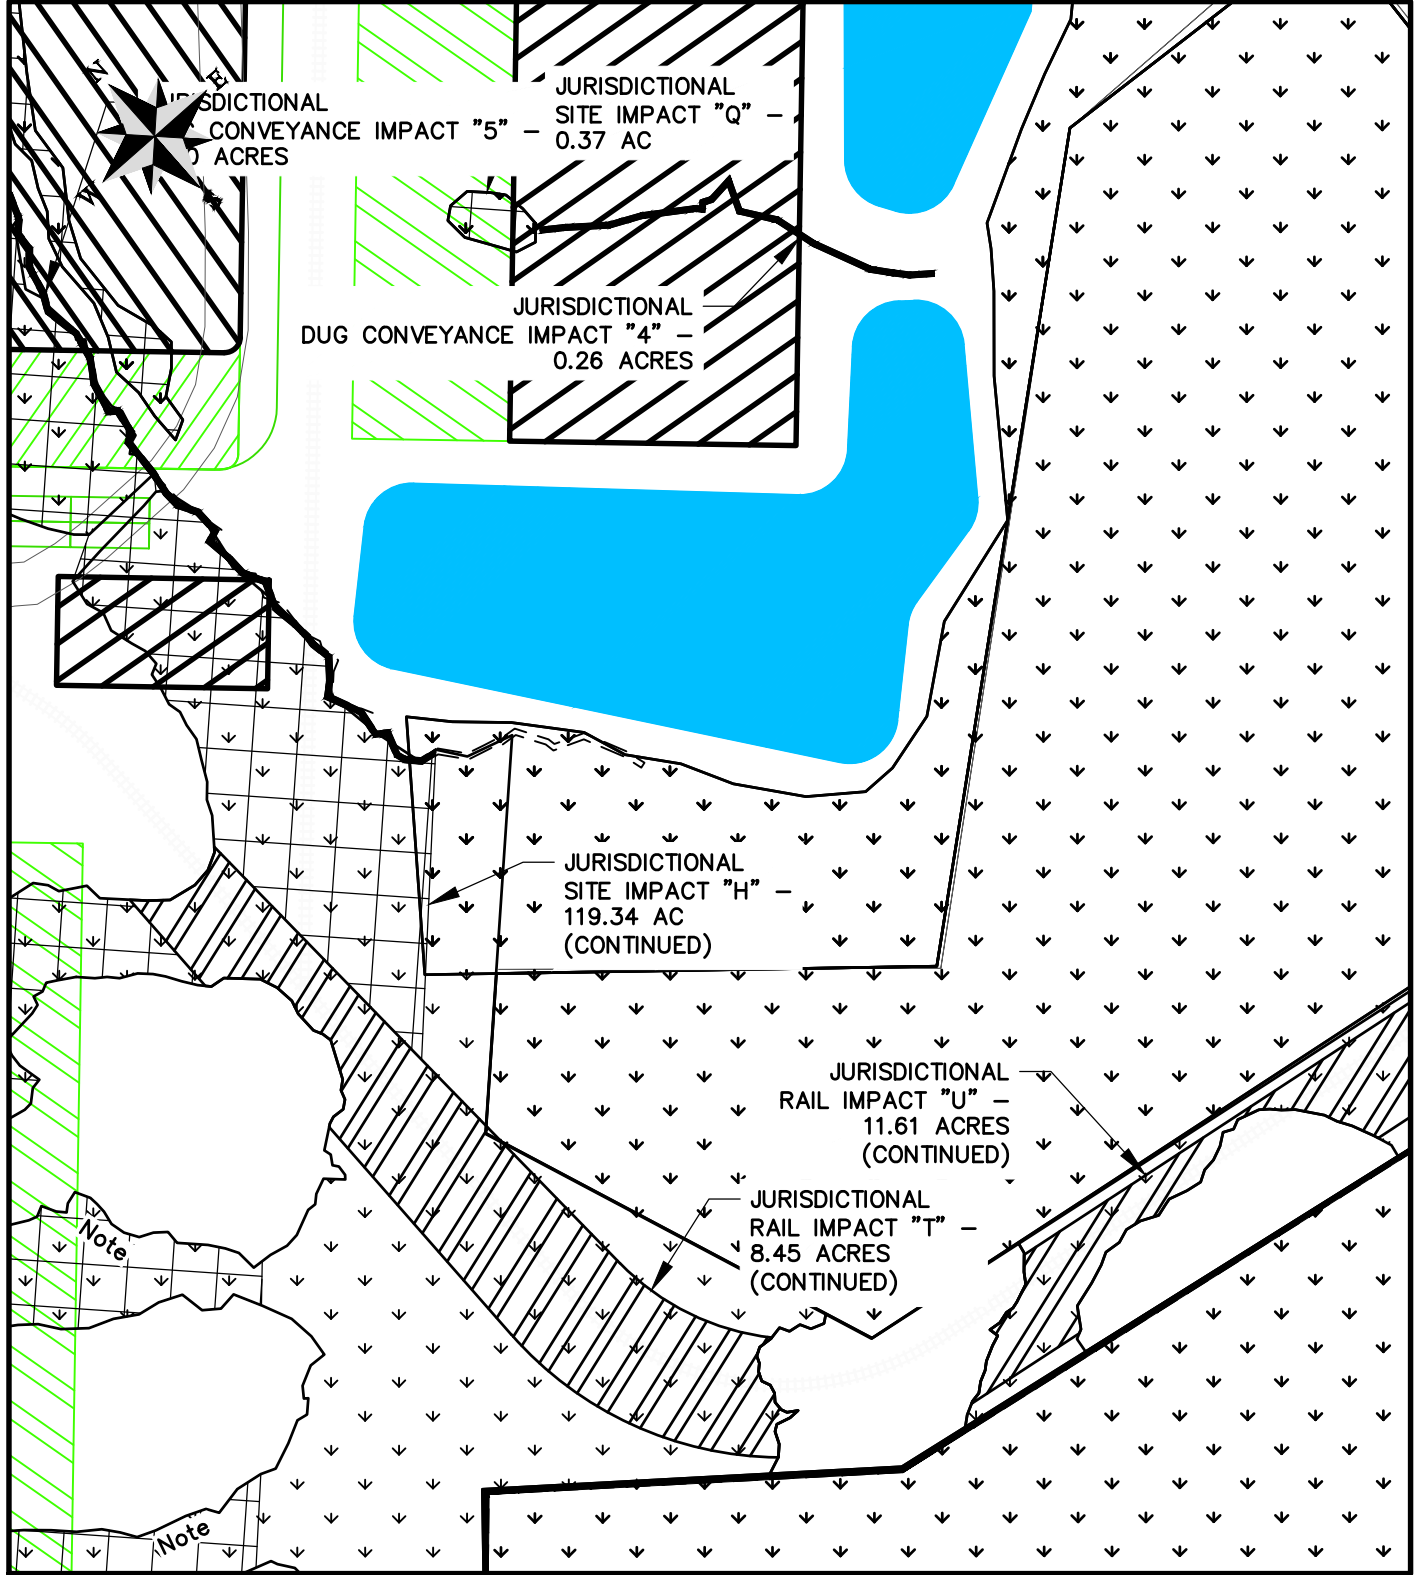 N
E
W
JURISDICTIONAL
CONVEYANCE IMPACT "5" –
0 ACRES
JURISDICTIONAL
SITE IMPACT "Q" –
0.37 AC
JURISDICTIONAL
DUG CONVEYANCE IMPACT "4" –
0.26 ACRES
JURISDICTIONAL
SITE IMPACT "H" –
119.34 AC
(CONTINUED)
JURISDICTIONAL
RAIL IMPACT "U" –
11.61 ACRES
(CONTINUED)
JURISDICTIONAL
RAIL IMPACT "T" –
8.45 ACRES
(CONTINUED)
Note
Note